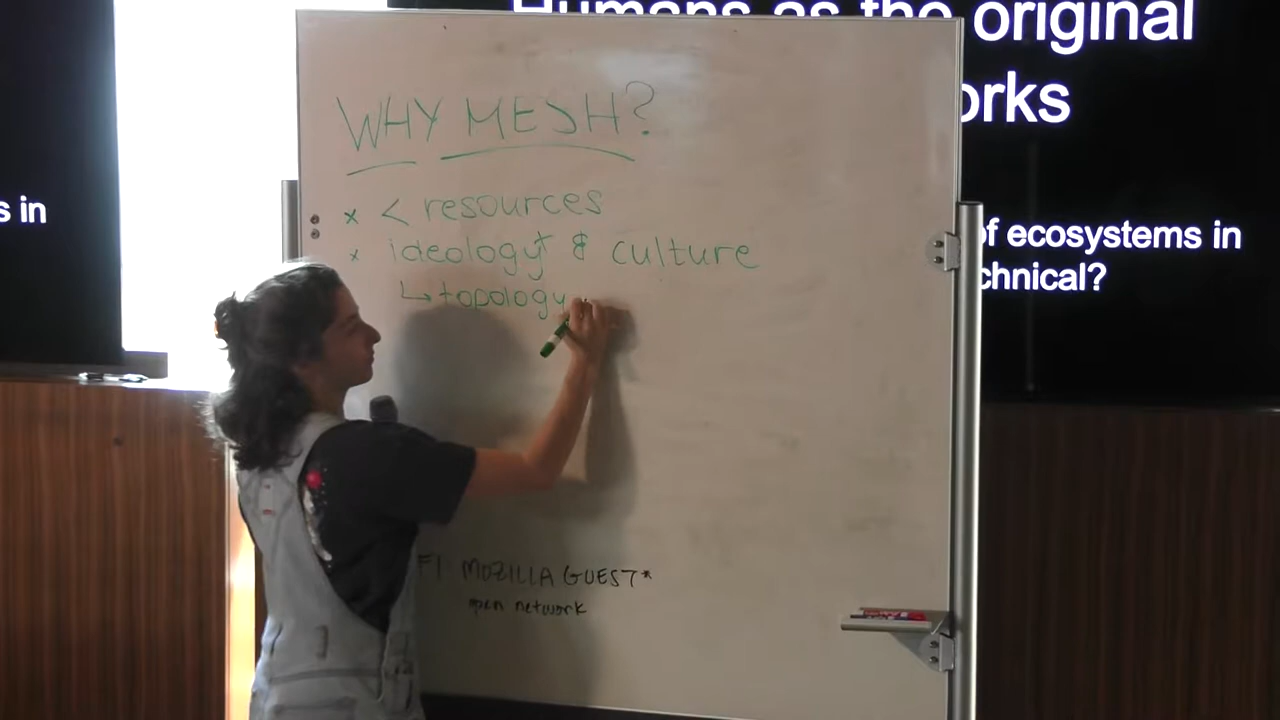 Humans as the original
orks
s in
of ecosystems in
chnical?
WHY MESH?
x < resources
x ideology & culture
↳ topology
FI MOZILLA GUEST*
open network